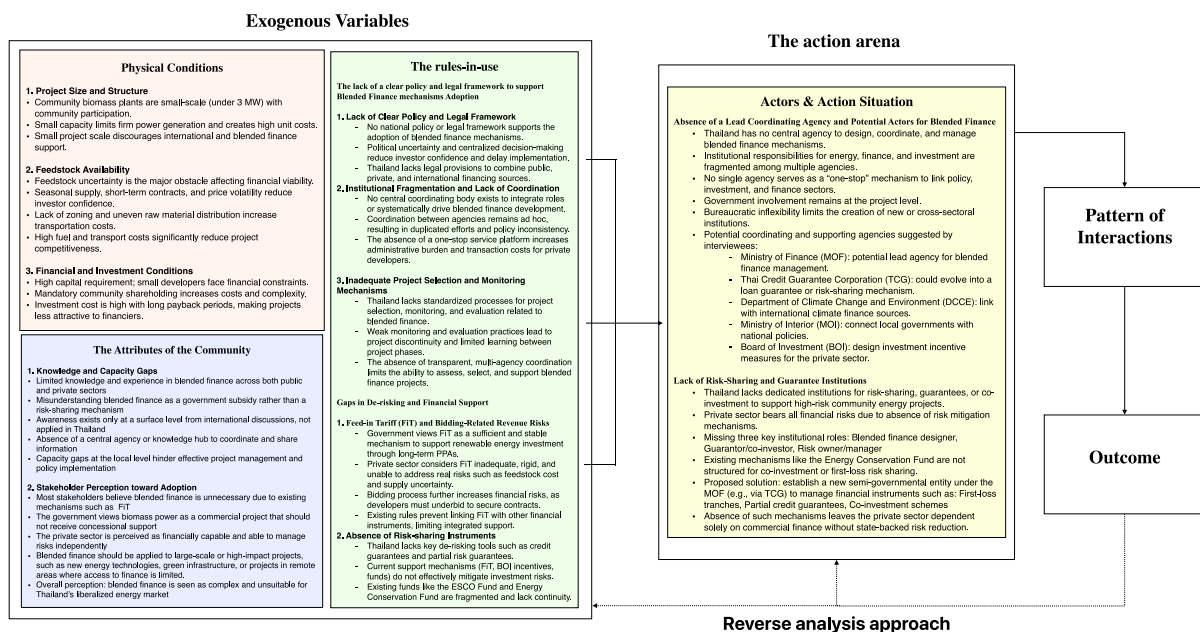 Exogenous Variables
Physical Conditions
1. Project Size and Structure
• Community biomass plants are small-scale (under 3 MW) with
community participation.
• Small capacity limits firm power generation and creates high unit costs.
• Small project scale discourages international and blended finance
support.
2. Feedstock Availability
• Feedstock uncertainty is the major obstacle affecting financial viability.
• Seasonal supply, short-term contracts, and price volatility reduce
investor confidence.
• Lack of zoning and uneven raw material distribution increase
transportation costs.
• High fuel and transport costs significantly reduce project
competitiveness.
3. Financial and Investment Conditions
• High capital requirement; small developers face financial constraints.
• Mandatory community shareholding increases costs and complexity.
• Investment cost is high with long payback periods, making projects
less attractive to financiers.
The Attributes of the Community
1. Knowledge and Capacity Gaps
• Limited knowledge and experience in blended finance across both public
and private sectors
• Misunderstanding blended finance as a government subsidy rather than a
risk-sharing mechanism
• Awareness exists only at a surface level from international discussions, not
applied in Thailand
• Absence of a central agency or knowledge hub to coordinate and share
information
• Capacity gaps at the local level hinder effective project management and
policy implementation
2. Stakeholder Perception toward Adoption
• Most stakeholders believe blended finance is unnecessary due to existing
mechanisms such as FiT
• The government views biomass power as a commercial project that should
not receive concessional support
• The private sector is perceived as financially capable and able to manage
risks independently
• Blended finance should be applied to large-scale or high-impact projects,
such as new energy technologies, green infrastructure, or projects in remote
areas where access to finance is limited.
• Overall perception: blended finance is seen as complex and unsuitable for
Thailand's liberalized energy market
The rules-in-use
The lack of a clear policy and legal framework to support
Blended Finance mechanisms Adoption
1. Lack of Clear Policy and Legal Framework
- No national policy or legal framework supports the
adoption of blended finance mechanisms.
- Political uncertainty and centralized decision-making
reduce investor confidence and delay implementation.
- Thailand lacks legal provisions to combine public,
private, and international financing sources.
2. Institutional Fragmentation and Lack of Coordination
- No central coordinating body exists to integrate roles
or systematically drive blended finance development.
- Coordination between agencies remains ad hoc,
resulting in duplicated efforts and policy inconsistency.
- The absence of a one-stop service platform increases
administrative burden and transaction costs for private
developers.
3. Inadequate Project Selection and Monitoring
Mechanisms
- Thailand lacks standardized processes for project
selection, monitoring, and evaluation related to
blended finance.
- Weak monitoring and evaluation practices lead to
project discontinuity and limited learning between
project phases.
- The absence of transparent, multi-agency coordination
limits the ability to assess, select, and support blended
finance projects.
Gaps in De-risking and Financial Support
1. Feed-in Tariff (FiT) and Bidding-Related Revenue Risks
- Government views FiT as a sufficient and stable
mechanism to support renewable energy investment
through long-term PPAs.
- Private sector considers FiT inadequate, rigid, and
unable to address real risks such as feedstock cost
and supply uncertainty.
- Bidding process further increases financial risks, as
developers must underbid to secure contracts.
- Existing rules prevent linking FiT with other financial
instruments, limiting integrated support.
2. Absence of Risk-sharing Instruments
- Thailand lacks key de-risking tools such as credit
guarantees and partial risk guarantees.
- Current support mechanisms (FiT, BOI incentives,
funds) do not effectively mitigate investment risks.
- Existing funds like the ESCO Fund and Energy
Conservation Fund are fragmented and lack continuity.
The action arena
Actors & Action Situation
Absence of a Lead Coordinating Agency and Potential Actors for Blended Finance
• Thailand has no central agency to design, coordinate, and manage
blended finance mechanisms.
• Institutional responsibilities for energy, finance, and investment are
fragmented among multiple agencies.
• No single agency serves as a "one-stop" mechanism to link policy,
investment, and finance sectors.
• Government involvement remains at the project level.
• Bureaucratic inflexibility limits the creation of new or cross-sectoral
institutions.
• Potential coordinating and supporting agencies suggested by
interviewees:
- Ministry of Finance (MOF): potential lead agency for blended
finance management.
- Thai Credit Guarantee Corporation (TCG): could evolve into a
loan guarantee or risk-sharing mechanism.
- Department of Climate Change and Environment (DCCE): link
with international climate finance sources.
- Ministry of Interior (MOI): connect local governments with
national policies.
- Board of Investment (BOI): design investment incentive
measures for the private sector.
Lack of Risk-Sharing and Guarantee Institutions
• Thailand lacks dedicated institutions for risk-sharing, guarantees, or co-
investment to support high-risk community energy projects.
• Private sector bears all financial risks due to absence of risk mitigation
mechanisms.
• Missing three key institutional roles: Blended finance designer,
Guarantor/co-investor, Risk owner/manager
• Existing mechanisms like the Energy Conservation Fund are not
structured for co-investment or first-loss risk sharing.
• Proposed solution: establish a new semi-governmental entity under the
MOF (e.g., via TCG) to manage financial instruments such as: First-loss
tranches, Partial credit guarantees, Co-investment schemes
• Absence of such mechanisms leaves the private sector dependent
solely on commercial finance without state-backed risk reduction.
Pattern of
Interactions
Outcome
Reverse analysis approach